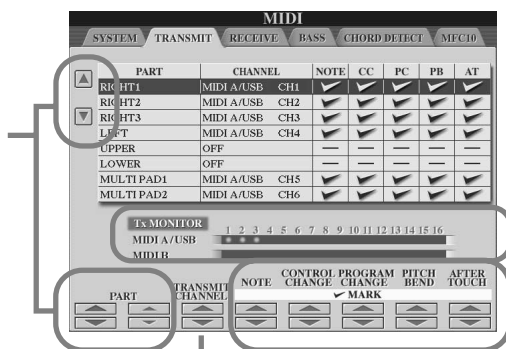 MIDI
SYSTEM TRANSMIT RECEIVE BASS CHORD DETECT MFC10
PART CHANNEL NOTE CC PC PB AT
RIGHT1 MIDI A/USB CH1
RIGHT2 MIDI A/USB CH2
RIGHT3 MIDI A/USB CH3
LEFT MIDI A/USB CH4
UPPER OFF — — — — —
LOWER OFF — — — — —
MULTI PAD1 MIDI A/USB CH5
MULTI PAD2 MIDI A/USB CH6
Tx MONITOR 1 2 3 4 5 6 7 8 9 10 11 12 13 14 15 16
MIDI A/USB
MIDI B
PART TRANSMIT CHANNEL NOTE CONTROL CHANGE PROGRAM CHANGE PITCH BEND AFTER TOUCH
MARK